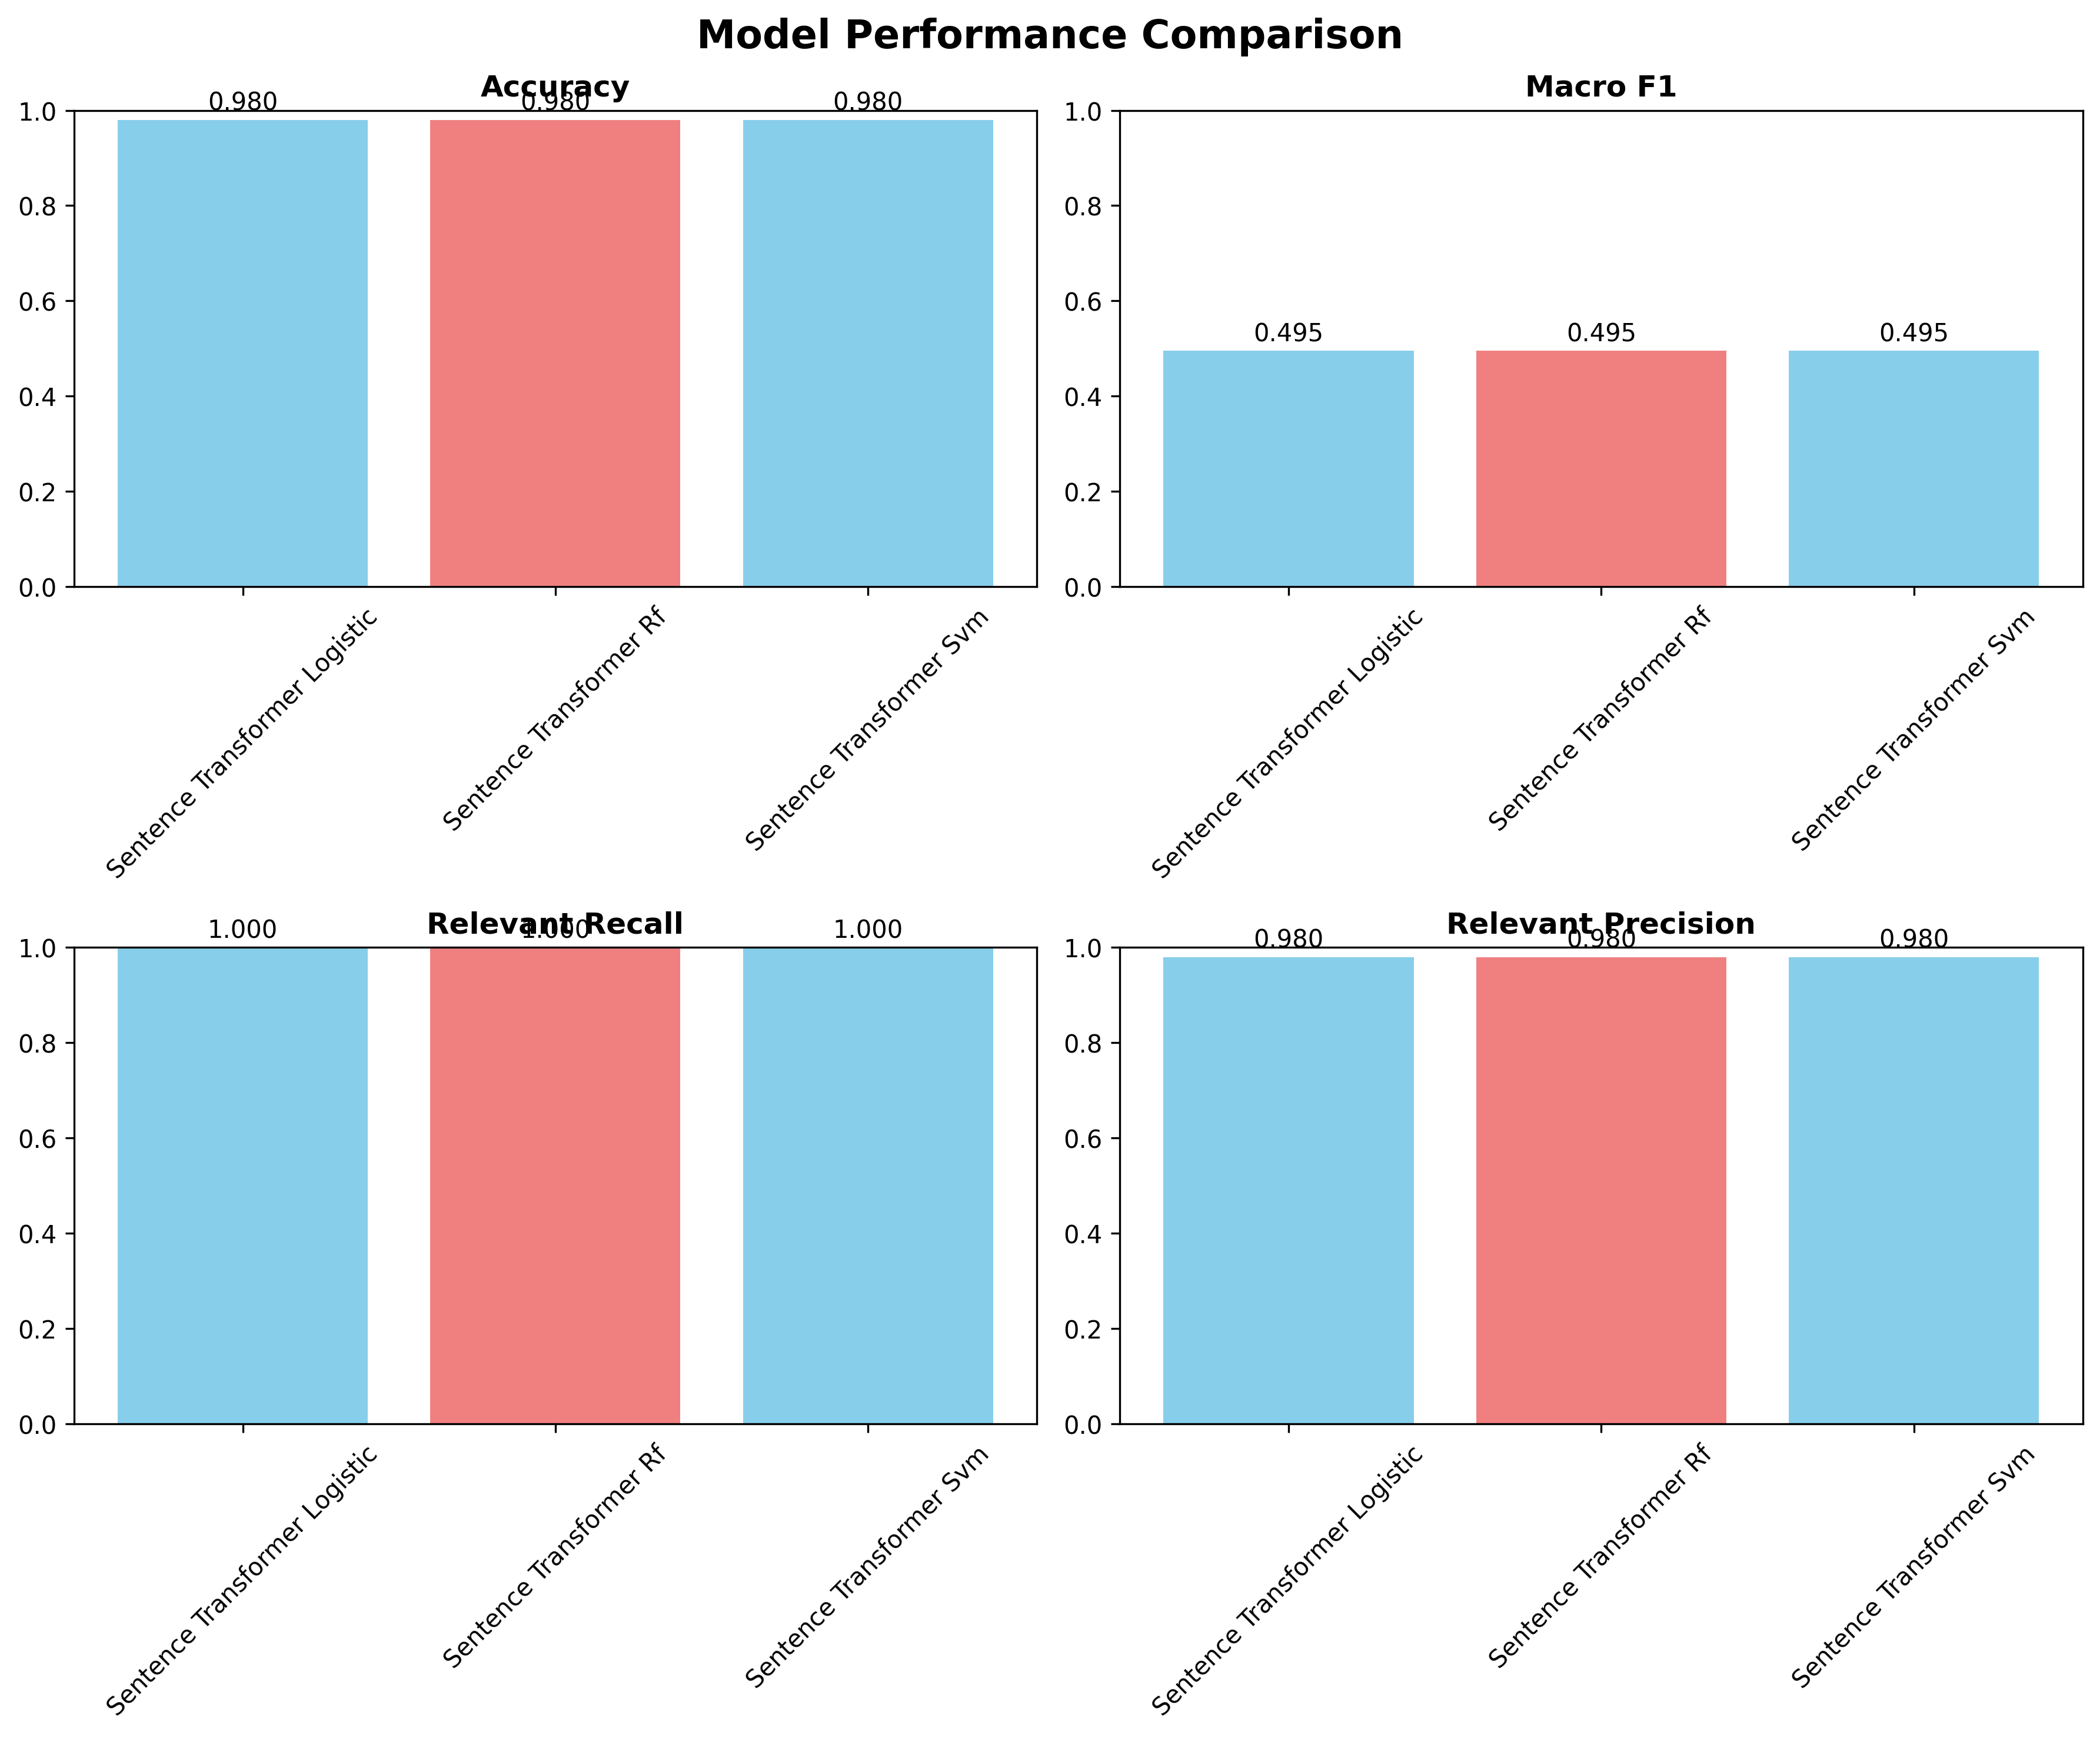 Model Performance Comparison
Accuracy
0.980 0.980 0.980
1.0
0.8
0.6
0.4
0.2
0.0
Sentence Transformer Logistic
Sentence Transformer Rf
Sentence Transformer Svm
Macro F1
1.0
0.8
0.6
0.4
0.2
0.0
0.495 0.495 0.495
Sentence Transformer Logistic
Sentence Transformer Rf
Sentence Transformer Svm
Relevant Recall
1.000 1.000 1.000
1.0
0.8
0.6
0.4
0.2
0.0
Sentence Transformer Logistic
Sentence Transformer Rf
Sentence Transformer Svm
Relevant Precision
0.980 0.980 0.980
1.0
0.8
0.6
0.4
0.2
0.0
Sentence Transformer Logistic
Sentence Transformer Rf
Sentence Transformer Svm